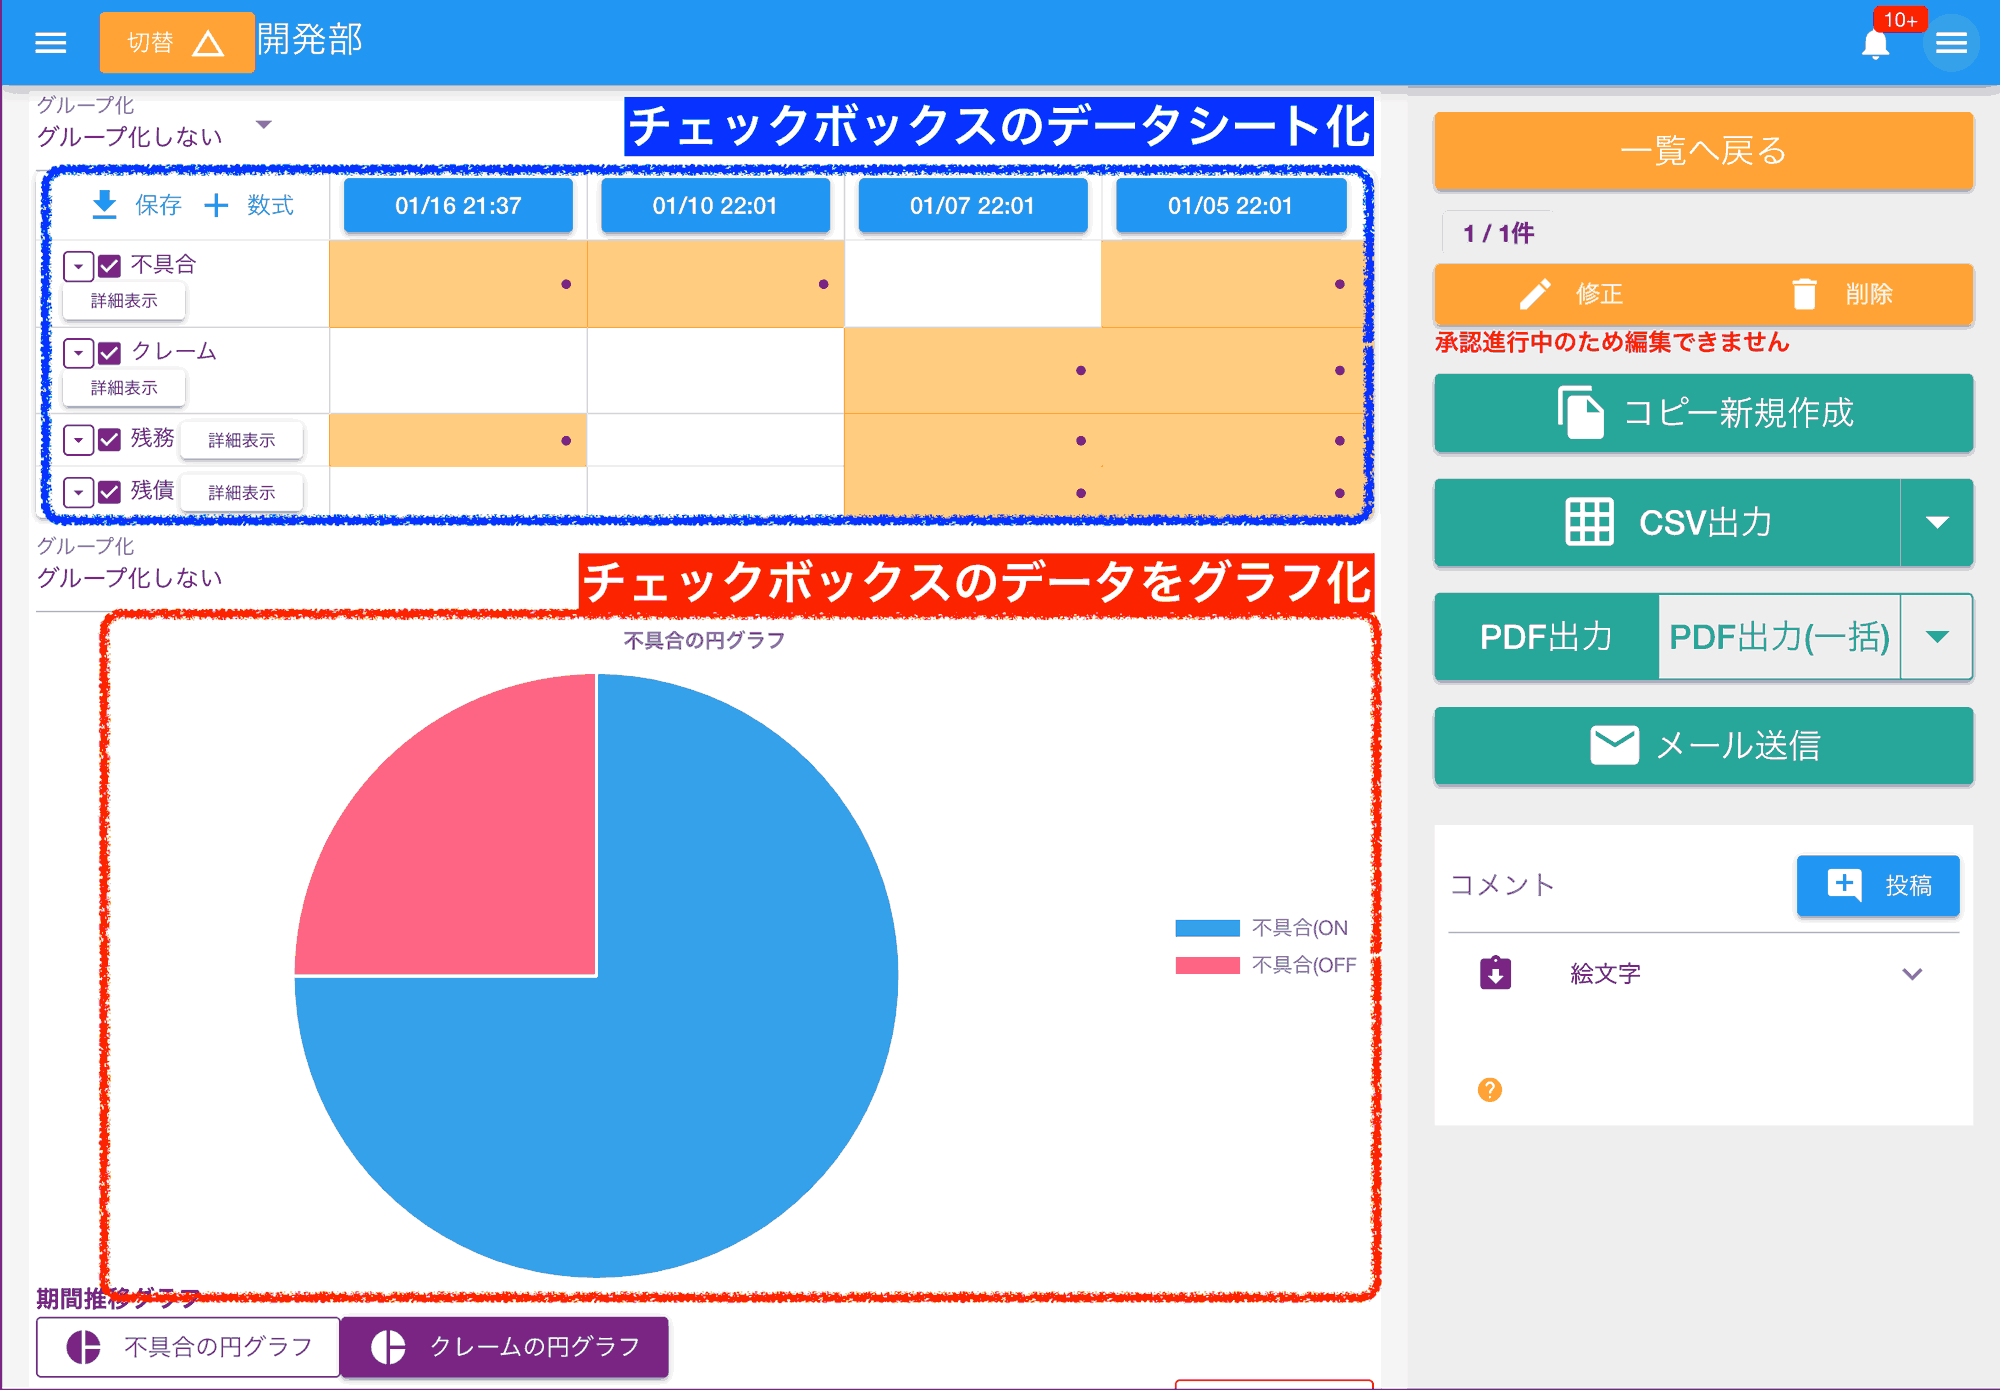 切替
開発部
10+
グループ化
グループ化しない
チェックボックスのデータシート化
保存
数式
01/16 21:37
01/10 22:01
01/07 22:01
01/05 22:01
不具合
詳細表示
クレーム
詳細表示
残務
詳細表示
残債
詳細表示
グループ化
グループ化しない
チェックボックスのデータをグラフ化
不具合の円グラフ
不具合(ON
不具合(OFF
期間推移グラフ
不具合の円グラフ
クレームの円グラフ
一覧へ戻る
1 / 1件
修正
削除
承認進行中のため編集できません
コピー新規作成
CSV出力
PDF出力
PDF出力(一括)
メール送信
コメント
投稿
絵文字